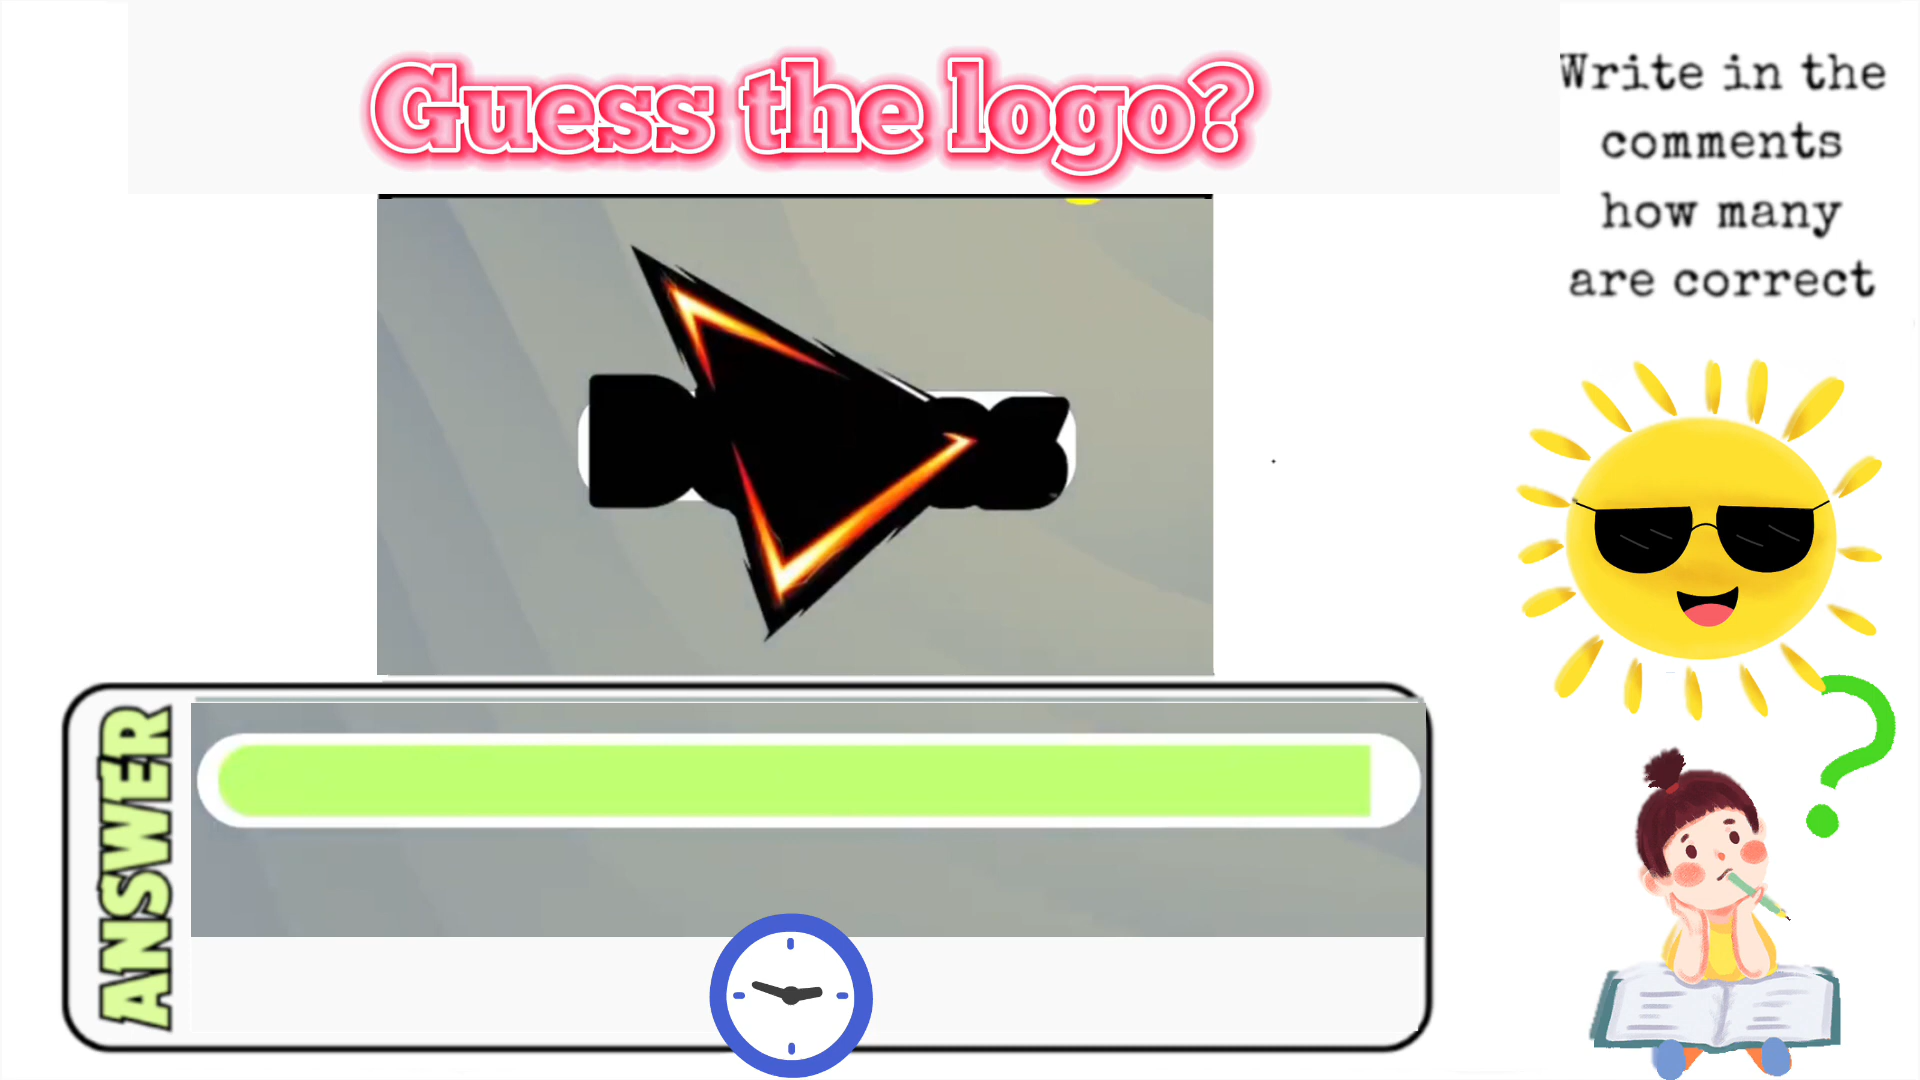 Guess the logo?
Write in the
comments
how many
are correct
ANSWER